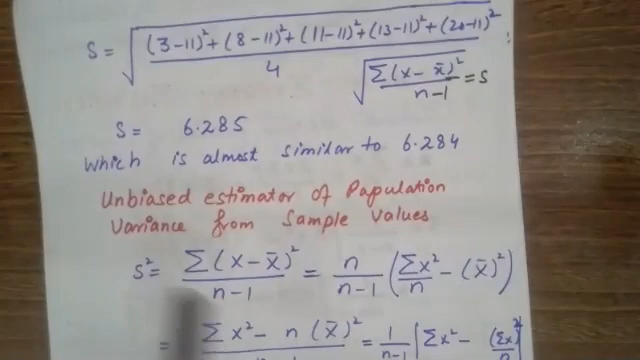 S = √((3-11)²+(8-11)²+(11-11)²+(13-11)²+(20-11)² / 4)
√(Σ(x-x̄)² / n-1) = S
S = 6.285
Which is almost similar to 6.284
Unbiased estimator of Population
Variance from Sample Values
S² = Σ(x-x̄)² / n-1 = n / n-1 (Σx² / n - (x̄)²)
= Σx² - n(x̄)² = 1 / n-1 [Σx² - (Σx)² / n